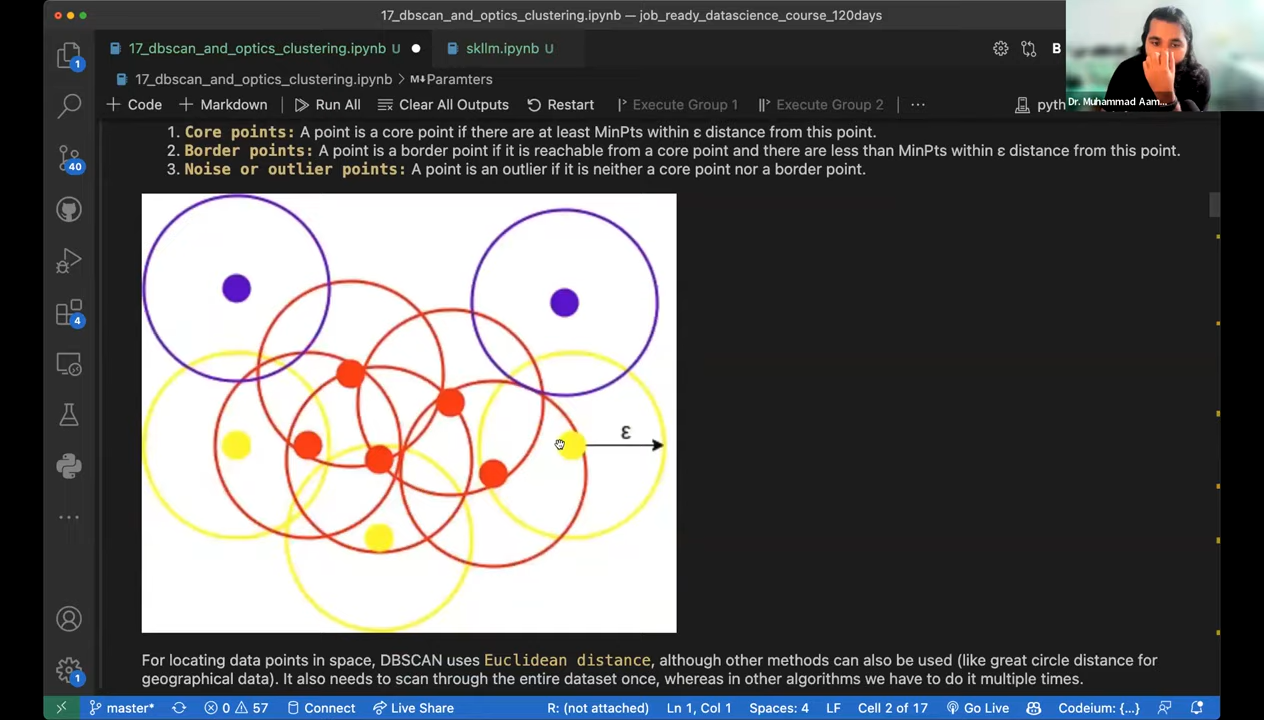 17_dbscan_and_optics_clustering.ipynb — job_ready_datascience_course_120days
17_dbscan_and_optics_clustering.ipynb U
skllm.ipynb U
B
17_dbscan_and_optics_clustering.ipynb > M↓Paramters
+ Code + Markdown Run All Clear All Outputs Restart Execute Group 1 Execute Group 2 ...
pyth
Dr. Muhammad Aam...
1. Core points: A point is a core point if there are at least MinPts within ε distance from this point.
2. Border points: A point is a border point if it is reachable from a core point and there are less than MinPts within ε distance from this point.
3. Noise or outlier points: A point is an outlier if it is neither a core point nor a border point.
ε
For locating data points in space, DBSCAN uses Euclidean distance, although other methods can also be used (like great circle distance for
geographical data). It also needs to scan through the entire dataset once, whereas in other algorithms we have to do it multiple times.
1
40
4
1
master* 0 57 Connect Live Share R: (not attached) Ln 1, Col 1 Spaces: 4 LF Cell 2 of 17 Go Live Codeium: {...}